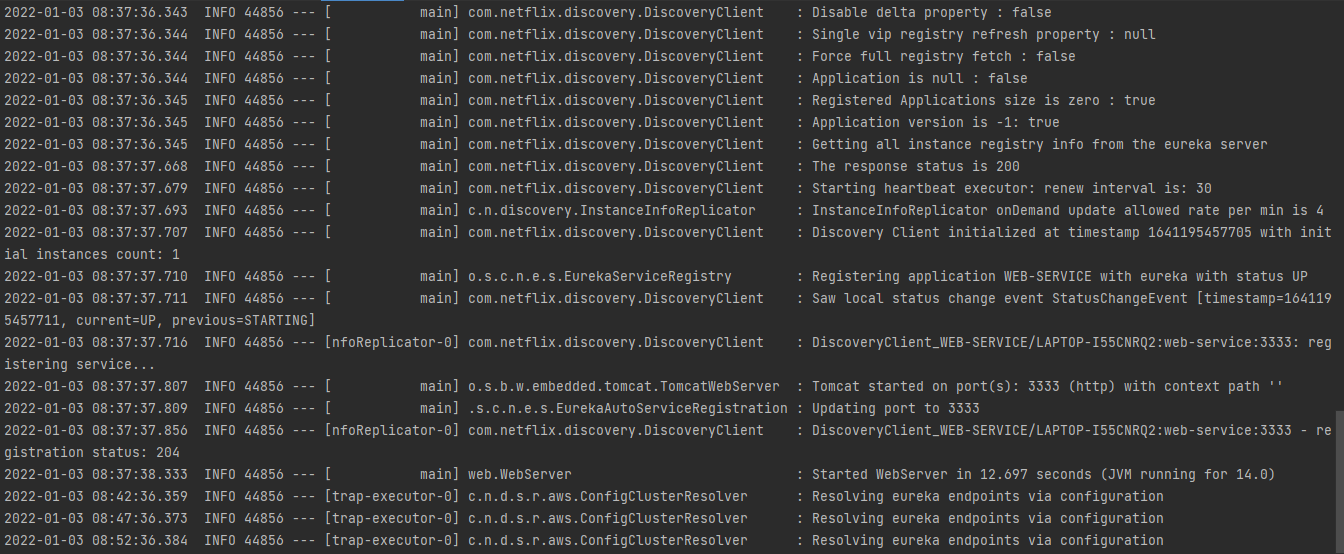 2022-01-03 08:37:36.343  INFO 44856 --- [           main] com.netflix.discovery.DiscoveryClient    : Disable delta property : false
2022-01-03 08:37:36.344  INFO 44856 --- [           main] com.netflix.discovery.DiscoveryClient    : Single vip registry refresh property : null
2022-01-03 08:37:36.344  INFO 44856 --- [           main] com.netflix.discovery.DiscoveryClient    : Force full registry fetch : false
2022-01-03 08:37:36.344  INFO 44856 --- [           main] com.netflix.discovery.DiscoveryClient    : Application is null : false
2022-01-03 08:37:36.345  INFO 44856 --- [           main] com.netflix.discovery.DiscoveryClient    : Registered Applications size is zero : true
2022-01-03 08:37:36.345  INFO 44856 --- [           main] com.netflix.discovery.DiscoveryClient    : Application version is -1: true
2022-01-03 08:37:36.345  INFO 44856 --- [           main] com.netflix.discovery.DiscoveryClient    : Getting all instance registry info from the eureka server
2022-01-03 08:37:37.668  INFO 44856 --- [           main] com.netflix.discovery.DiscoveryClient    : The response status is 200
2022-01-03 08:37:37.679  INFO 44856 --- [           main] com.netflix.discovery.DiscoveryClient    : Starting heartbeat executor: renew interval is: 30
2022-01-03 08:37:37.693  INFO 44856 --- [           main] c.n.discovery.InstanceInfoReplicator     : InstanceInfoReplicator onDemand update allowed rate per min is 4
2022-01-03 08:37:37.707  INFO 44856 --- [           main] com.netflix.discovery.DiscoveryClient    : Discovery Client initialized at timestamp 1641195457705 with init
ial instances count: 1
2022-01-03 08:37:37.710  INFO 44856 --- [           main] o.s.c.n.e.s.EurekaServiceRegistry        : Registering application WEB-SERVICE with eureka with status UP
2022-01-03 08:37:37.711  INFO 44856 --- [           main] com.netflix.discovery.DiscoveryClient    : Saw local status change event StatusChangeEvent [timestamp=164119
5457711, current=UP, previous=STARTING]
2022-01-03 08:37:37.716  INFO 44856 --- [nfoReplicator-0] com.netflix.discovery.DiscoveryClient    : DiscoveryClient_WEB-SERVICE/LAPTOP-I55CNRQ2:web-service:3333: reg
istering service...
2022-01-03 08:37:37.807  INFO 44856 --- [           main] o.s.b.w.embedded.tomcat.TomcatWebServer  : Tomcat started on port(s): 3333 (http) with context path ''
2022-01-03 08:37:37.809  INFO 44856 --- [           main] .s.c.n.e.s.EurekaAutoServiceRegistration : Updating port to 3333
2022-01-03 08:37:37.856  INFO 44856 --- [nfoReplicator-0] com.netflix.discovery.DiscoveryClient    : DiscoveryClient_WEB-SERVICE/LAPTOP-I55CNRQ2:web-service:3333 - re
gistration status: 204
2022-01-03 08:37:38.333  INFO 44856 --- [           main] web.WebServer                            : Started WebServer in 12.697 seconds (JVM running for 14.0)
2022-01-03 08:42:36.359  INFO 44856 --- [trap-executor-0] c.n.d.s.r.aws.ConfigClusterResolver      : Resolving eureka endpoints via configuration
2022-01-03 08:47:36.373  INFO 44856 --- [trap-executor-0] c.n.d.s.r.aws.ConfigClusterResolver      : Resolving eureka endpoints via configuration
2022-01-03 08:52:36.384  INFO 44856 --- [trap-executor-0] c.n.d.s.r.aws.ConfigClusterResolver      : Resolving eureka endpoints via configuration